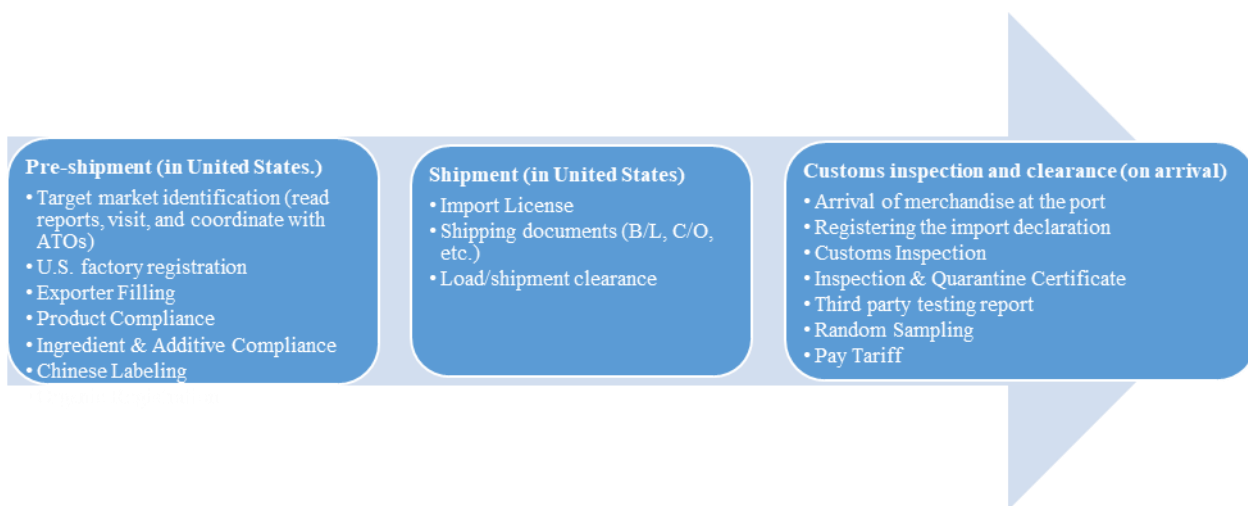 Pre-shipment (in United States.)
• Target market identification (read
reports, visit, and coordinate with
ATOs)
• U.S. factory registration
• Exporter Filling
• Product Compliance
• Ingredient & Additive Compliance
• Chinese Labeling
Shipment (in United States)
• Import License
• Shipping documents (B/L, C/O,
etc.)
• Load/shipment clearance
Customs inspection and clearance (on arrival)
• Arrival of merchandise at the port
• Registering the import declaration
• Customs Inspection
• Inspection & Quarantine Certificate
• Third party testing report
• Random Sampling
• Pay Tariff